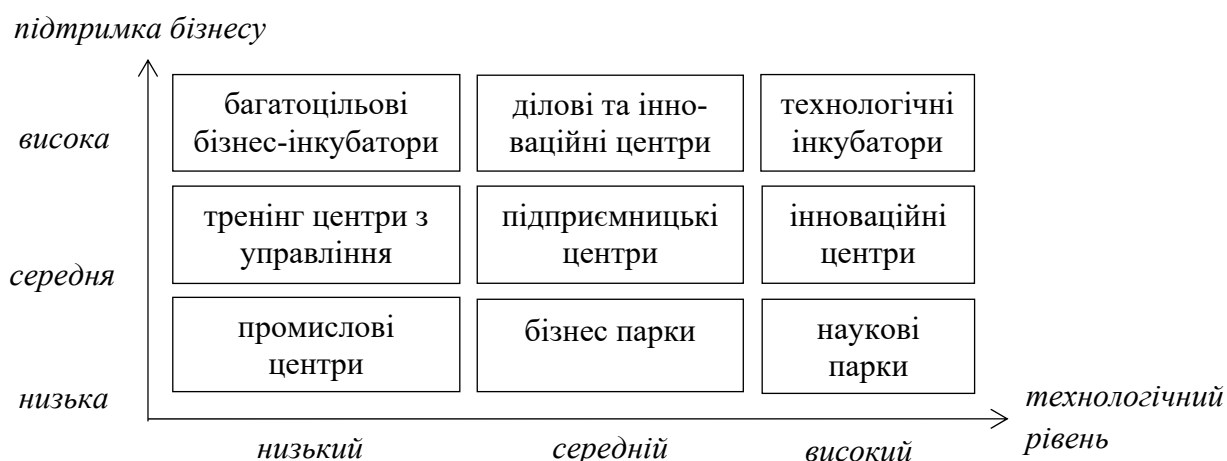 підтримка бізнесу
висока
багатоцільові
бізнес-інкубатори
ділові та інно-
ваційні центри
технологічні
інкубатори
середня
тренінг центри з
управління
підприємницькі
центри
інноваційні
центри
низька
промислові
центри
бізнес парки
наукові
парки
низький
середній
високий
технологічний
рівень